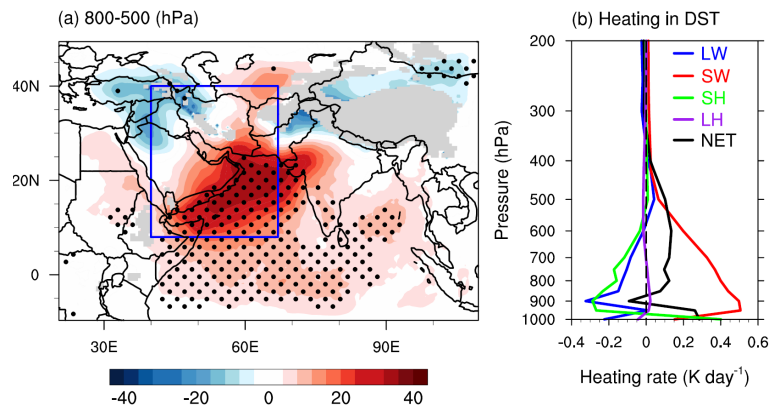 (a) 800-500 (hPa)
40N
20N
0
30E
60E
90E
-40
-20
0
20
40
(b) Heating in DST
LW
SW
SH
LH
NET
Pressure (hPa)
200
300
400
500
600
700
800
900
1000
-0.4
-0.2
0
0.2
0.4
0.6
Heating rate (K day-1)